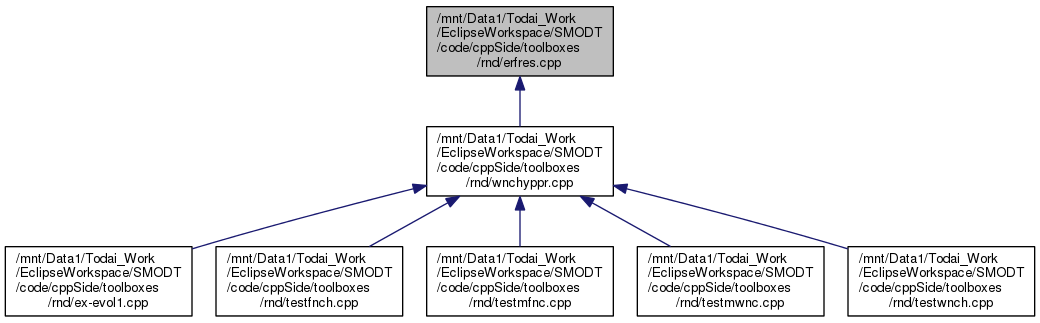 /mnt/Data1/Todai_Work
/EclipseWorkspace/SMODT
/code/cppSide/toolboxes
/rnd/erfres.cpp
/mnt/Data1/Todai_Work
/EclipseWorkspace/SMODT
/code/cppSide/toolboxes
/rnd/wnchyppr.cpp
/mnt/Data1/Todai_Work
/EclipseWorkspace/SMODT
/code/cppSide/toolboxes
/rnd/ex-evol1.cpp
/mnt/Data1/Todai_Work
/EclipseWorkspace/SMODT
/code/cppSide/toolboxes
/rnd/testfnch.cpp
/mnt/Data1/Todai_Work
/EclipseWorkspace/SMODT
/code/cppSide/toolboxes
/rnd/testmfnc.cpp
/mnt/Data1/Todai_Work
/EclipseWorkspace/SMODT
/code/cppSide/toolboxes
/rnd/testmwnc.cpp
/mnt/Data1/Todai_Work
/EclipseWorkspace/SMODT
/code/cppSide/toolboxes
/rnd/testwnch.cpp